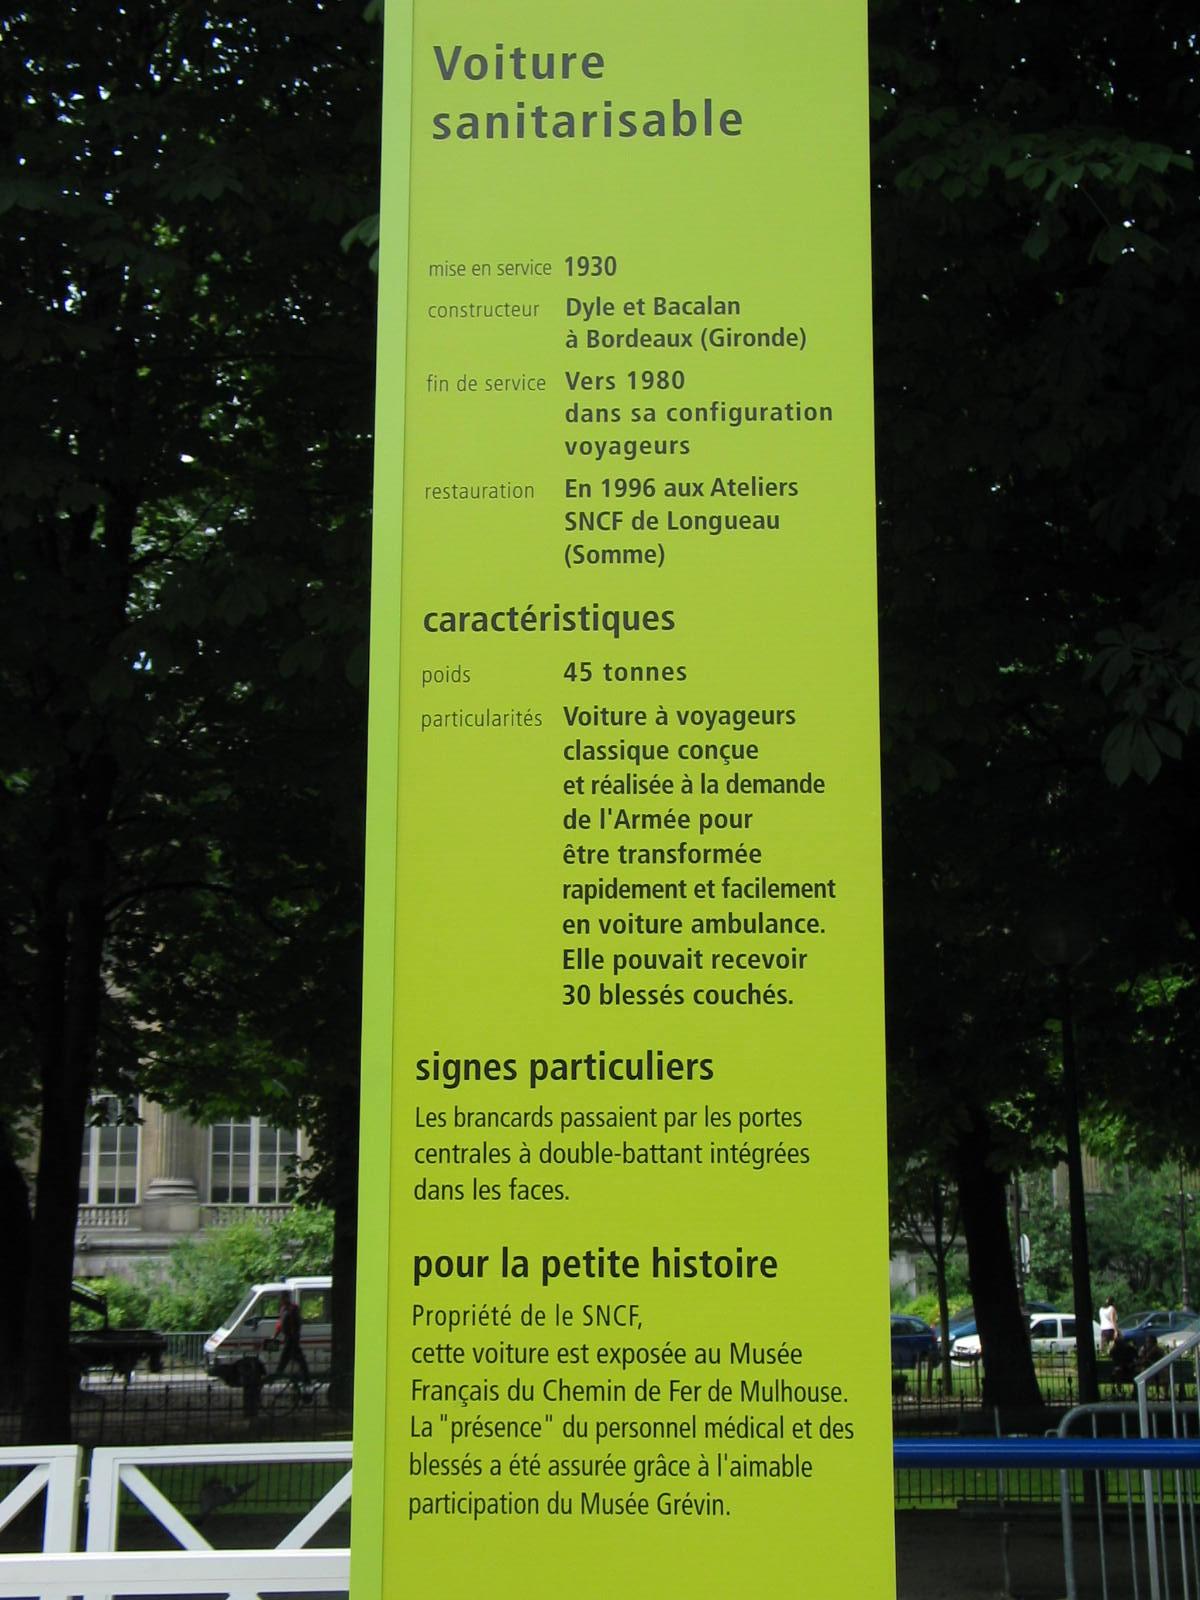 Voiture
sanitarisable
mise en service 1930
constructeur Dyle et Bacalan
à Bordeaux (Gironde)
fin de service Vers 1980
dans sa configuration
voyageurs
restauration En 1996 aux Ateliers
SNCF de Longueau
(Somme)
caractéristiques
poids 45 tonnes
particularités Voiture à voyageurs
classique conçue
et réalisée à la demande
de l'Armée pour
être transformée
rapidement et facilement
en voiture ambulance.
Elle pouvait recevoir
30 blessés couchés.
signes particuliers
Les brancards passaient par les portes
centrales à double-battant intégrées
dans les faces.
pour la petite histoire
Propriété de le SNCF,
cette voiture est exposée au Musée
Français du Chemin de Fer de Mulhouse.
La "présence" du personnel médical et des
blessés a été assurée grâce à l'aimable
participation du Musée Grévin.